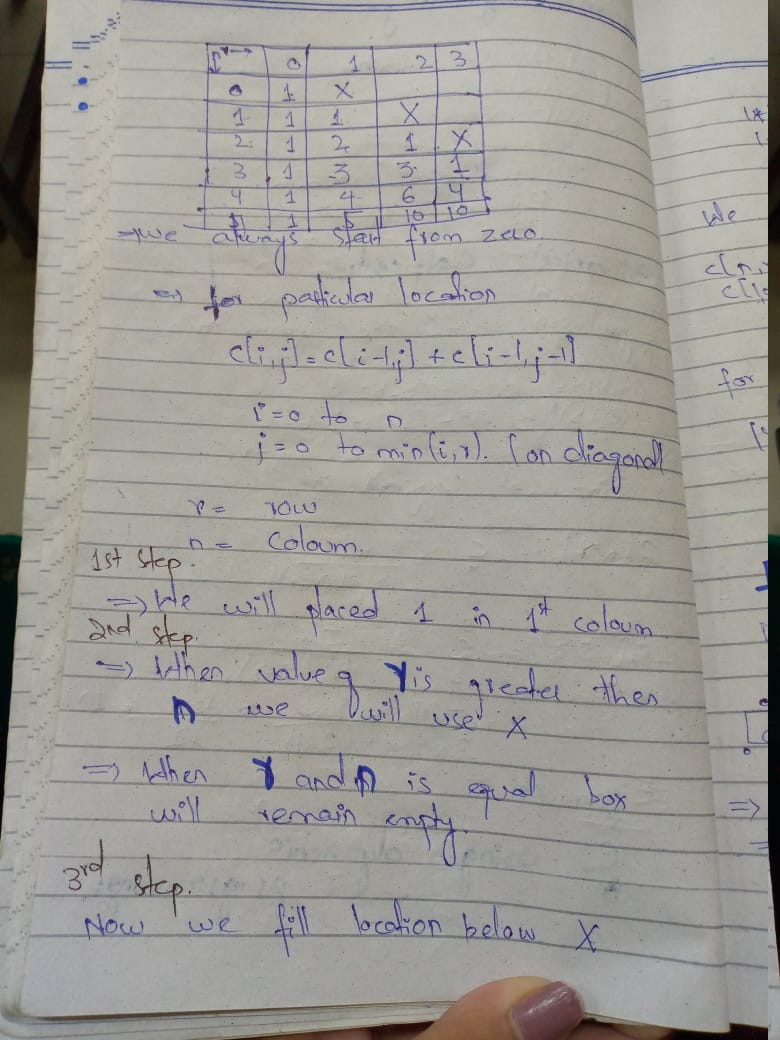 0 1 2 3
0 1 X
1 1 1 X
2 1 2 1 X
3 1 3 3 1
4 1 4 6 4
1 5 10 10
⇒ we always start from zero
⇒ for particular location
c[i,j] = c[i-1,j] + c[i-1,j-1]
i=0 to n
j=0 to min(i,r). (on diagonal)
r = row
n = Coloum.
1st step.
⇒ We will placed 1 in 1st coloum
2nd step.
⇒ When value of r is greater then
n we will use X
⇒ When r and n is equal box
will remain empty.
3rd step.
Now we fill location below X
We
for
⇒